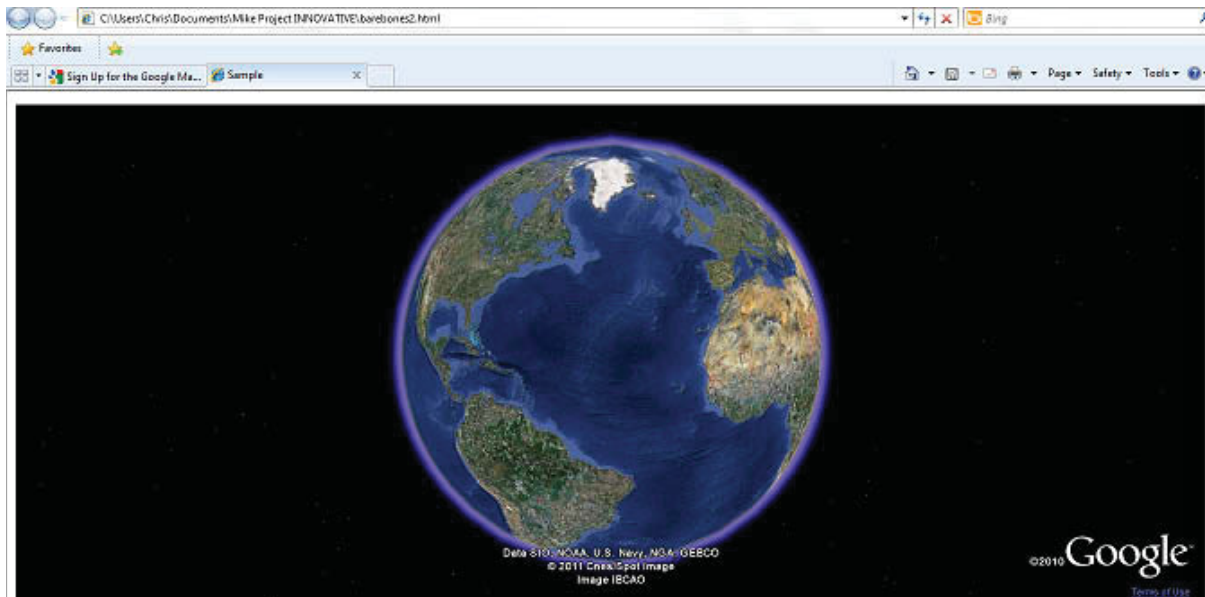 C:\Users\Chris\Documents\Mike Project INNOVATIVE\barebones2.html
Bing
Favorites
Sign Up for the Google Ma...
Sample
x
Page
Safety
Tools
Data SIO, NOAA, U.S. Navy, NGA, GEBCO
© 2011 Cnes/Spot Image
Image IBCAO
©2010 Google
Terms of Use